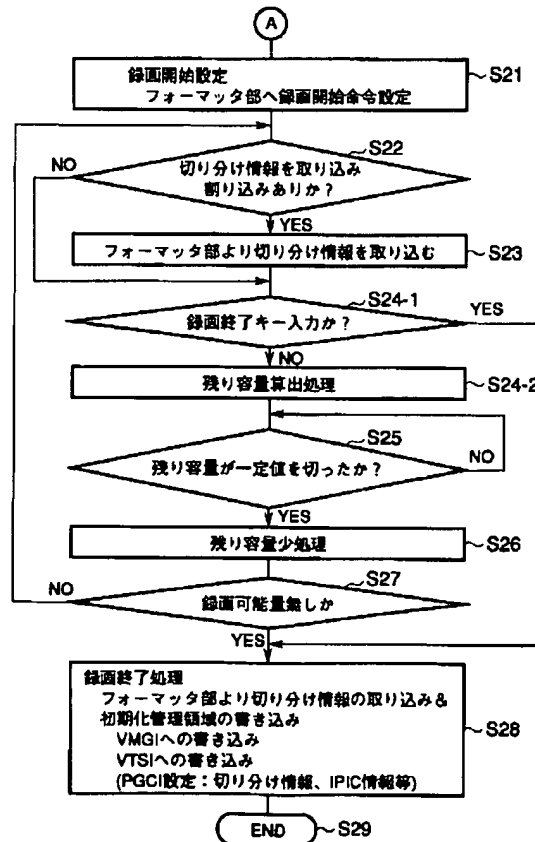 A
録画開始設定
フォーマッタ部へ録画開始命令設定
S21
S22
NO
切り分け情報を取り込み
割り込みありか？
YES
フォーマッタ部より切り分け情報を取り込む
S23
S24-1
YES
録画終了キー入力か？
NO
残り容量算出処理
S24-2
S25
残り容量が一定値を切ったか？
NO
YES
残り容量少処理
S26
S27
NO
録画可能量無しか
YES
録画終了処理
フォーマッタ部より切り分け情報の取り込み＆
初期化管理領域の書き込み
VMGIへの書き込み
VTSIへの書き込み
(PGCI設定：切り分け情報、IPIC情報等)
S28
END
S29